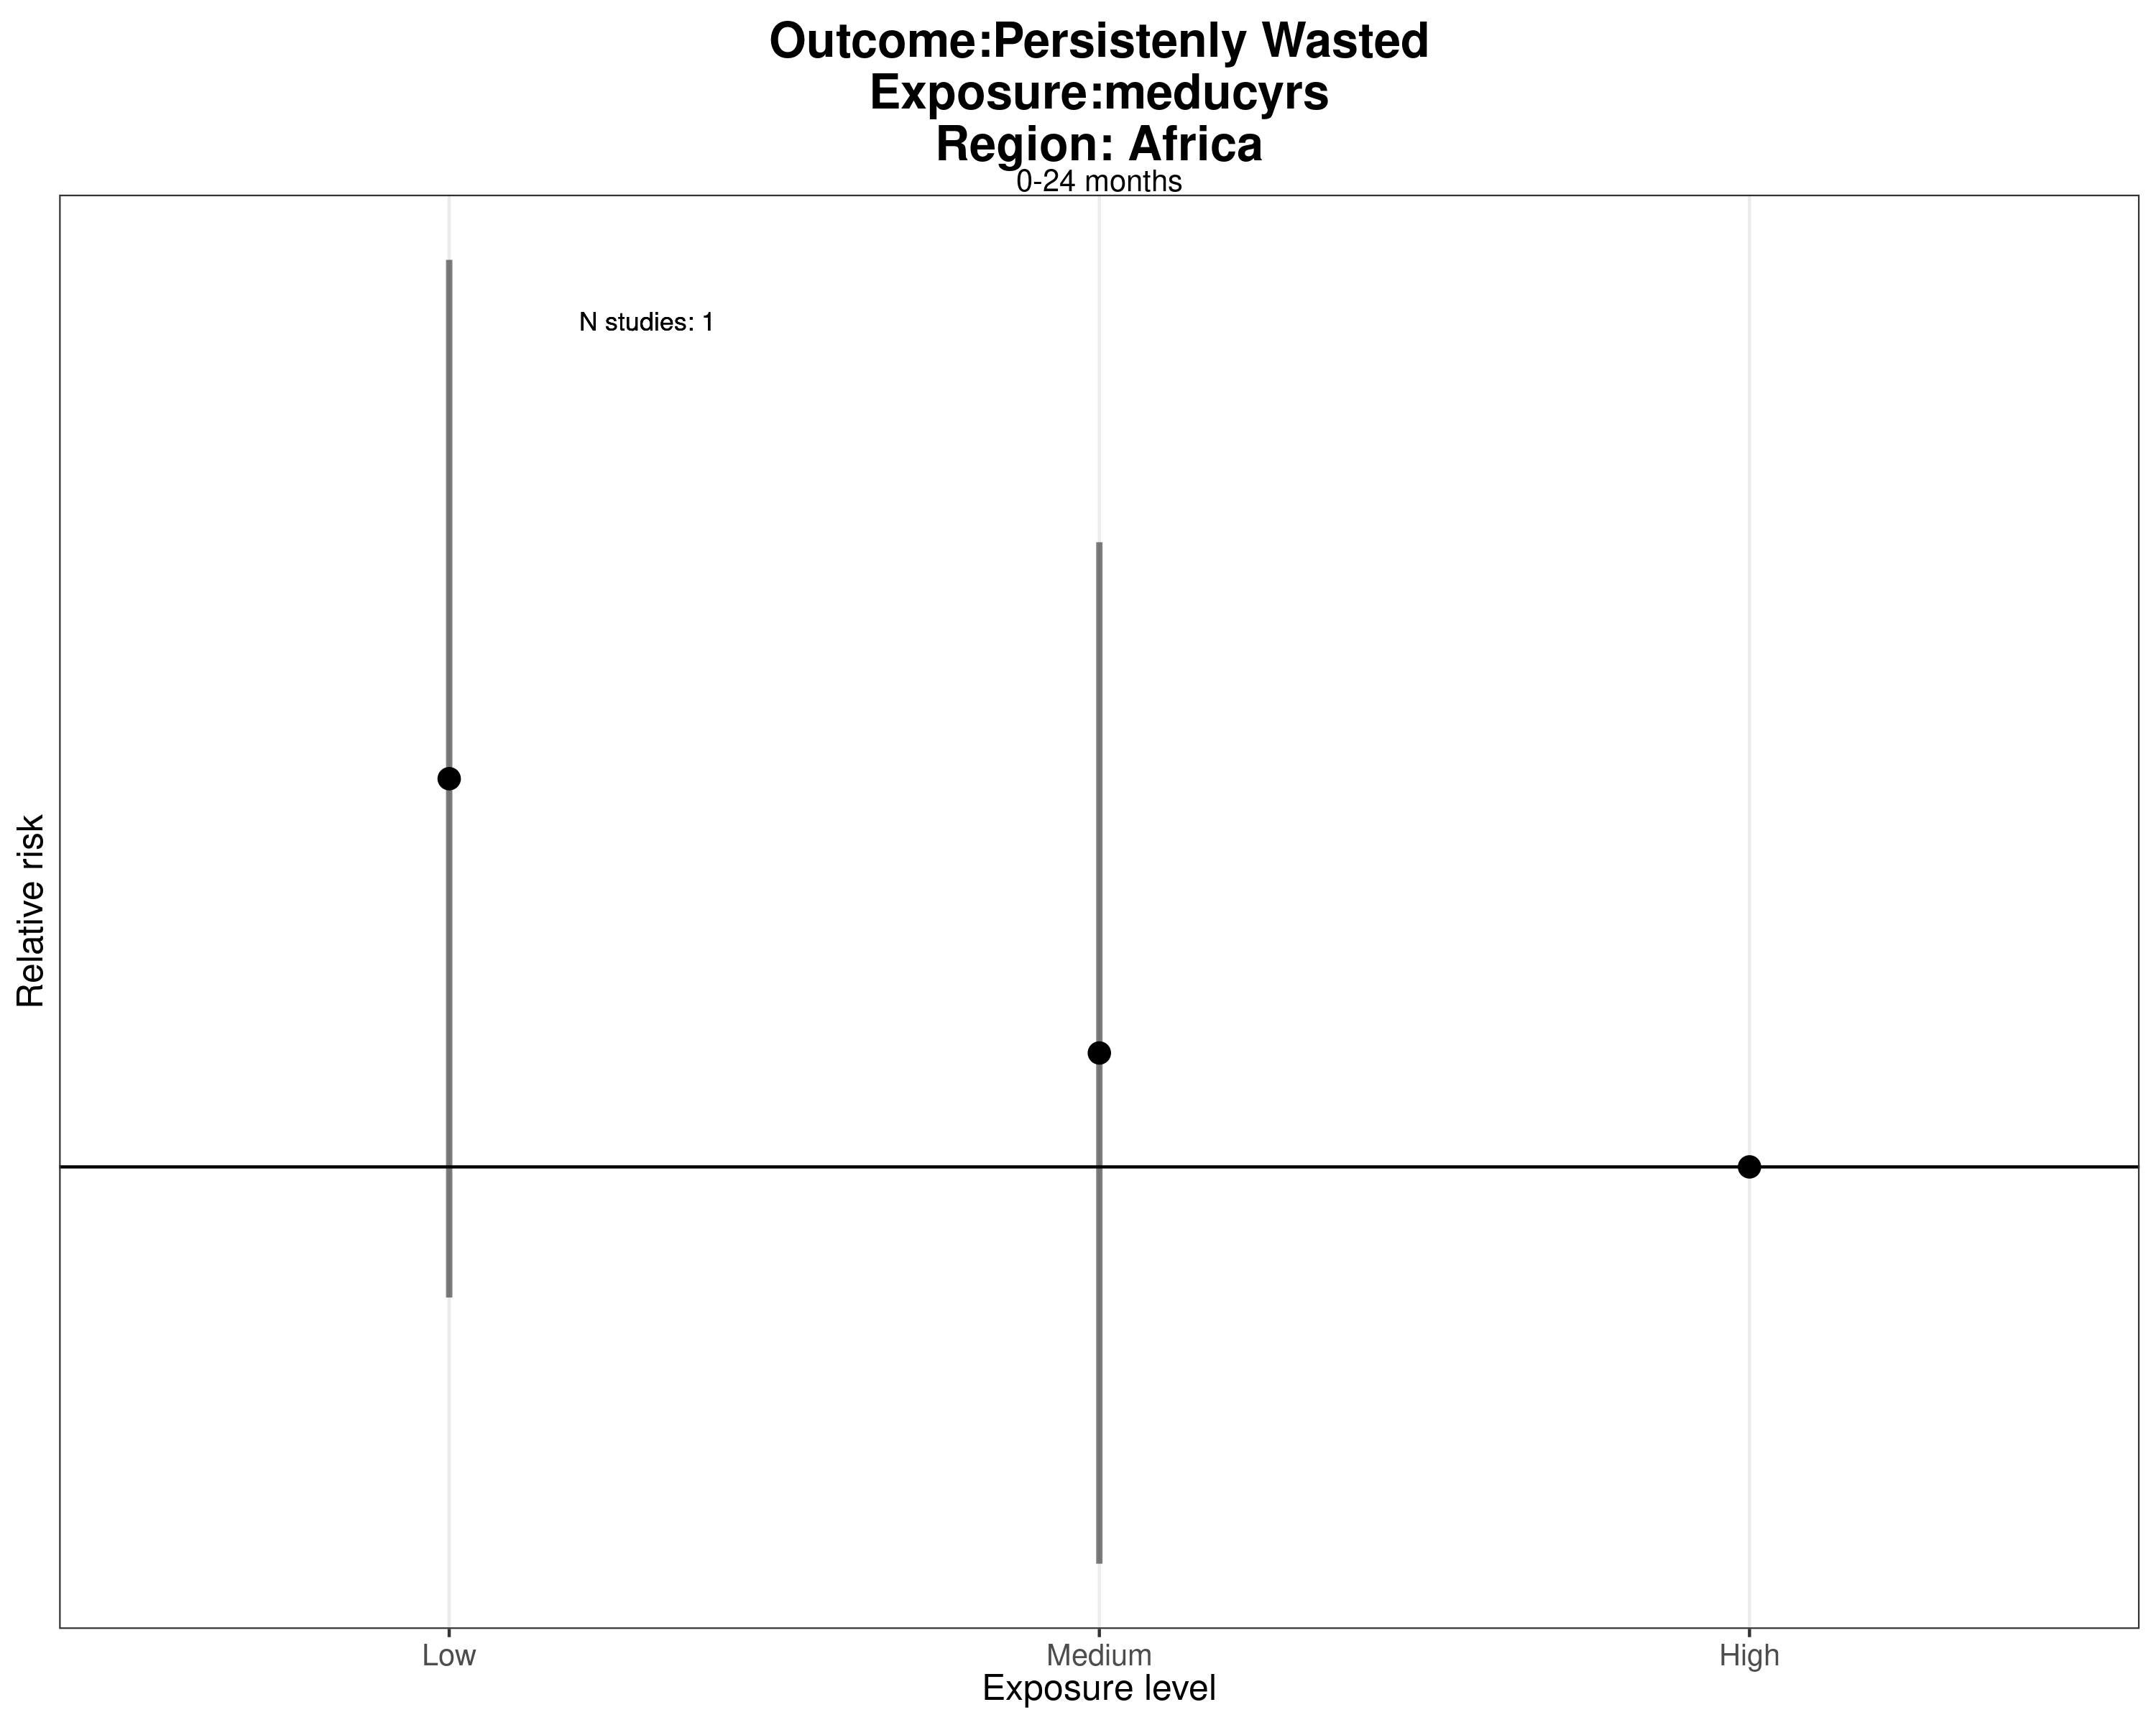 Outcome:Persistenly Wasted
Exposure:meducyrs
Region: Africa
0-24 months
N studies: 1
Relative risk
Low
Medium
High
Exposure level